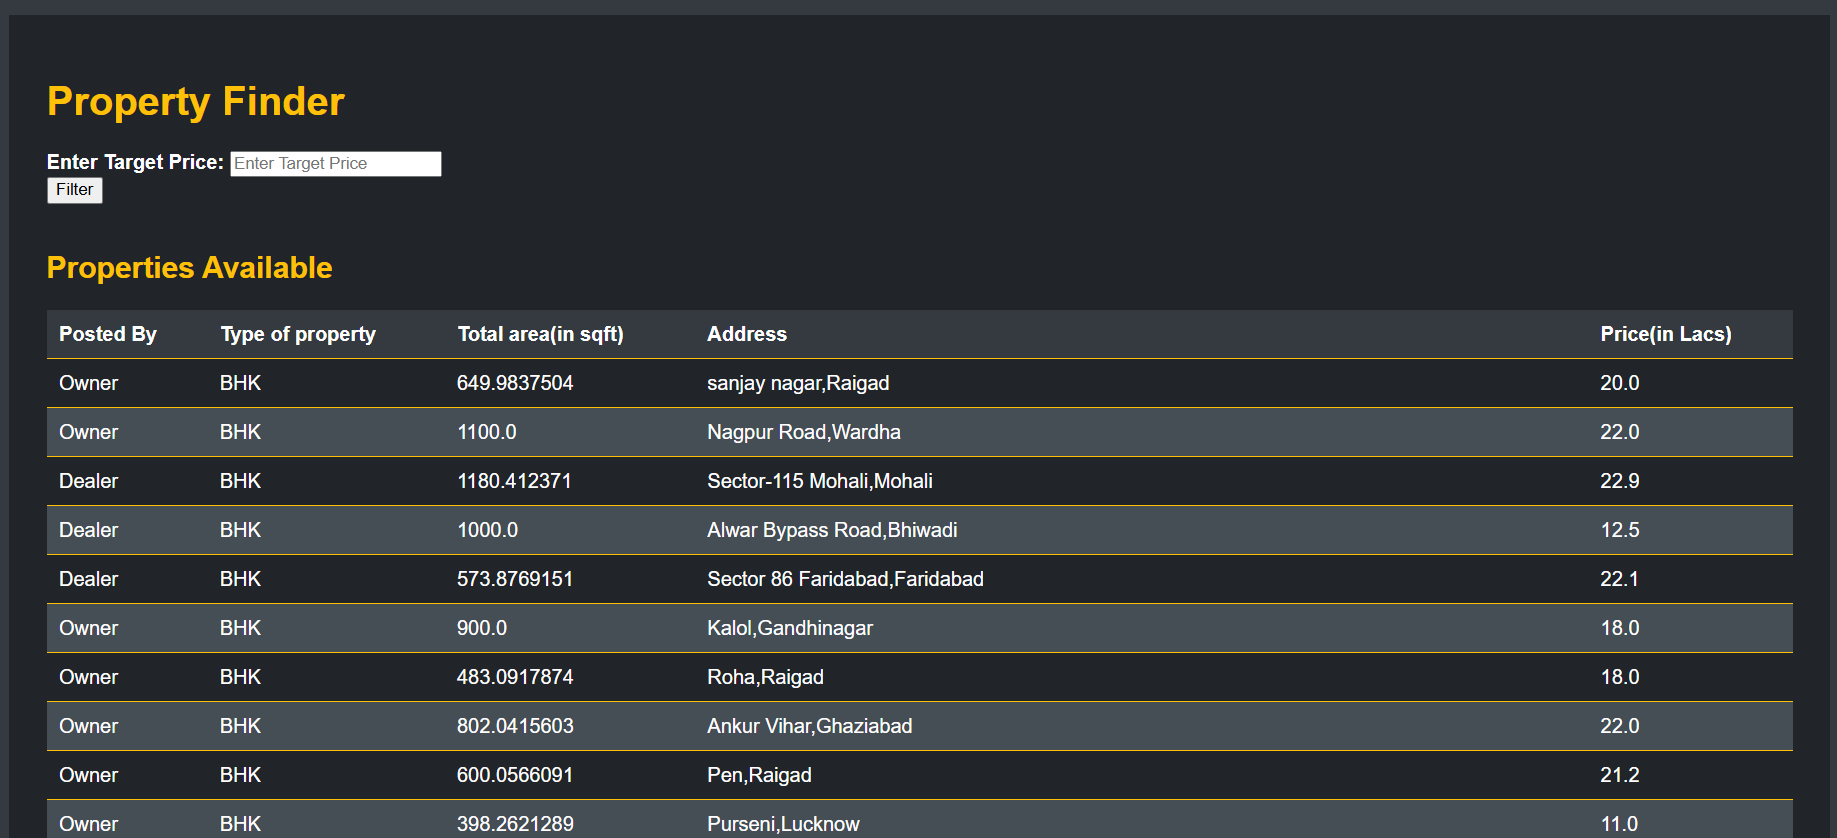 Property Finder
Enter Target Price: Enter Target Price
Filter
Properties Available
Posted By Type of property Total area(in sqft) Address Price(in Lacs)
Owner BHK 649.9837504 sanjay nagar,Raigad 20.0
Owner BHK 1100.0 Nagpur Road,Wardha 22.0
Dealer BHK 1180.412371 Sector-115 Mohali,Mohali 22.9
Dealer BHK 1000.0 Alwar Bypass Road,Bhiwadi 12.5
Dealer BHK 573.8769151 Sector 86 Faridabad,Faridabad 22.1
Owner BHK 900.0 Kalol,Gandhinagar 18.0
Owner BHK 483.0917874 Roha,Raigad 18.0
Owner BHK 802.0415603 Ankur Vihar,Ghaziabad 22.0
Owner BHK 600.0566091 Pen,Raigad 21.2
Owner BHK 398.2621289 Purseni,Lucknow 11.0